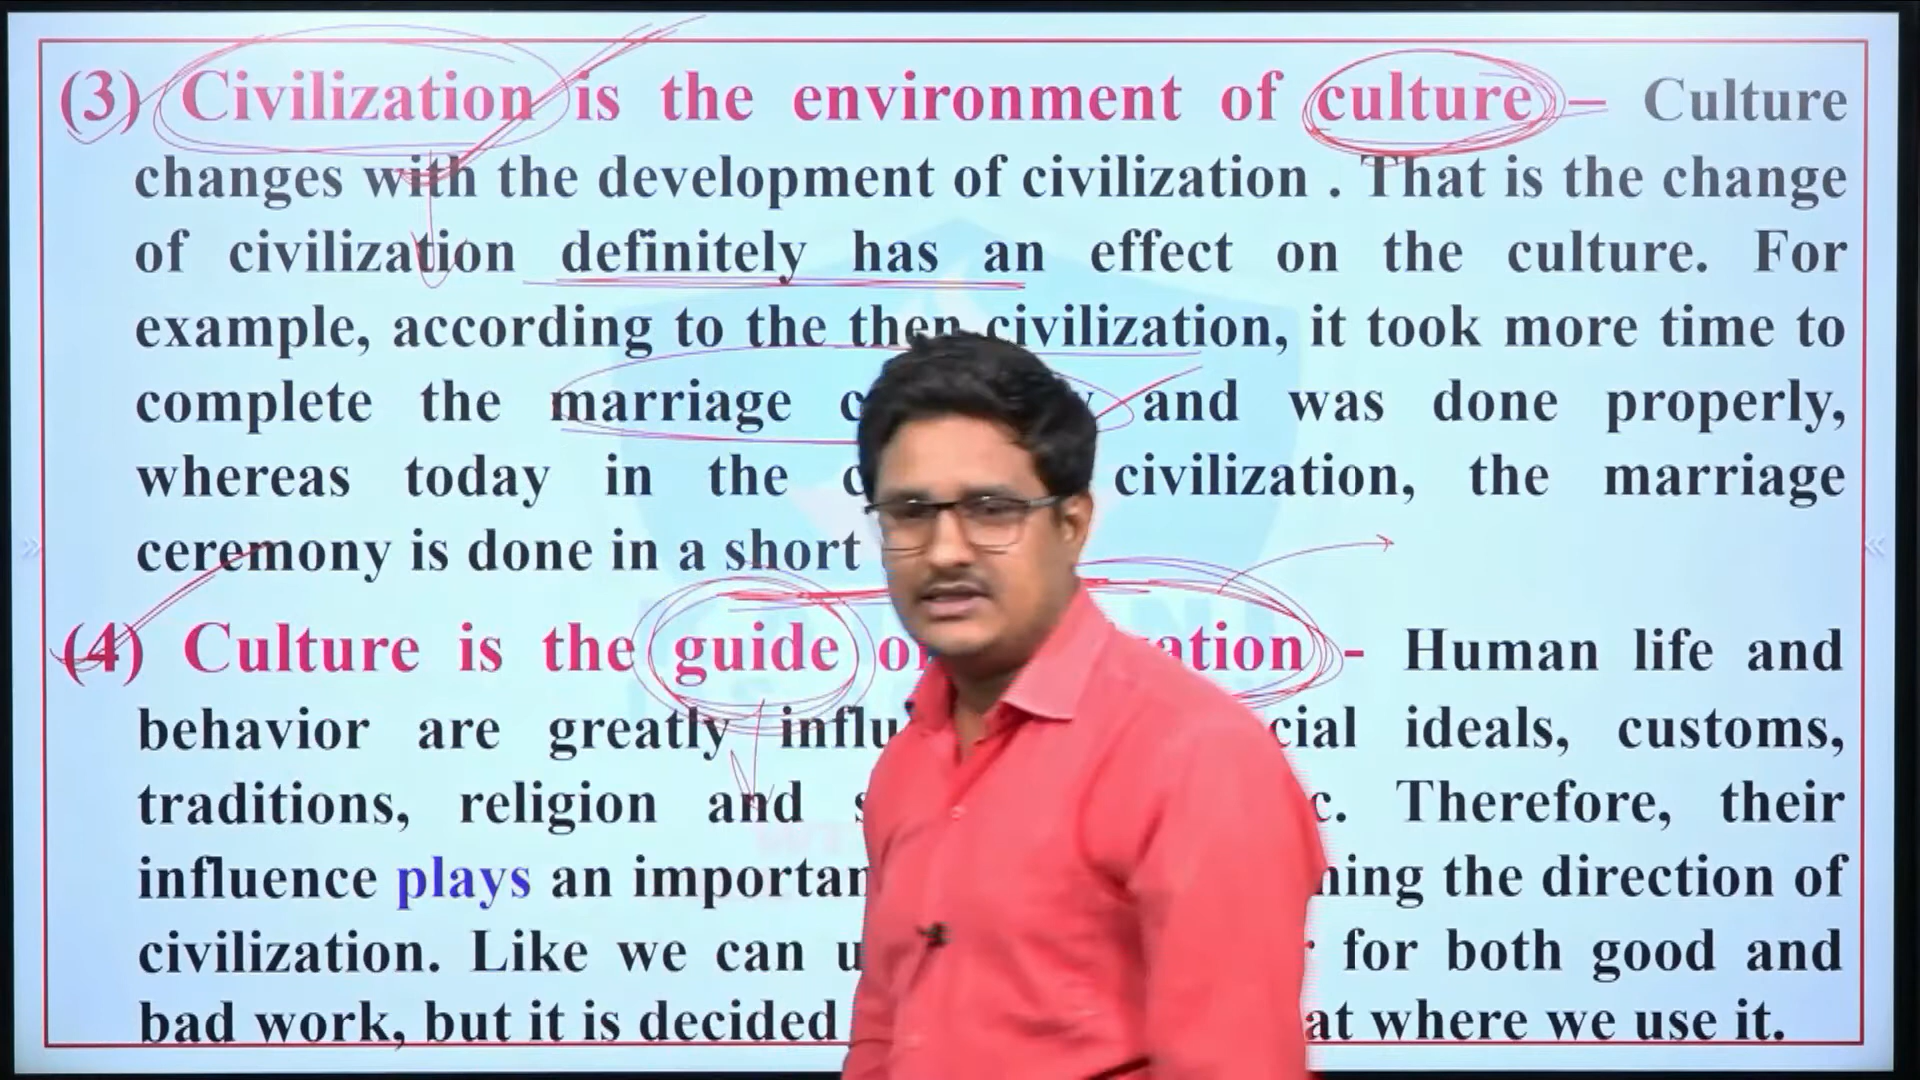 (3) Civilization is the environment of culture – Culture
changes with the development of civilization . That is the change
of civilization definitely has an effect on the culture. For
example, according to the then civilization, it took more time to
complete the marriage and was done properly,
whereas today in the civilization, the marriage
ceremony is done in a short
(4) Culture is the guide - Human life and
behavior are greatly ideals, customs,
traditions, religion and Therefore, their
influence plays an the direction of
civilization. Like we can for both good and
bad work, but it is decided where we use it.